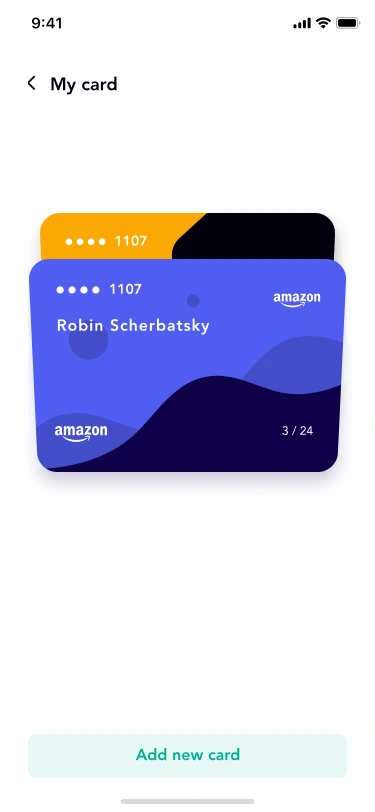 9:41
My card
1107
1107
amazon
Robin Scherbatsky
amazon
3 / 24
Add new card